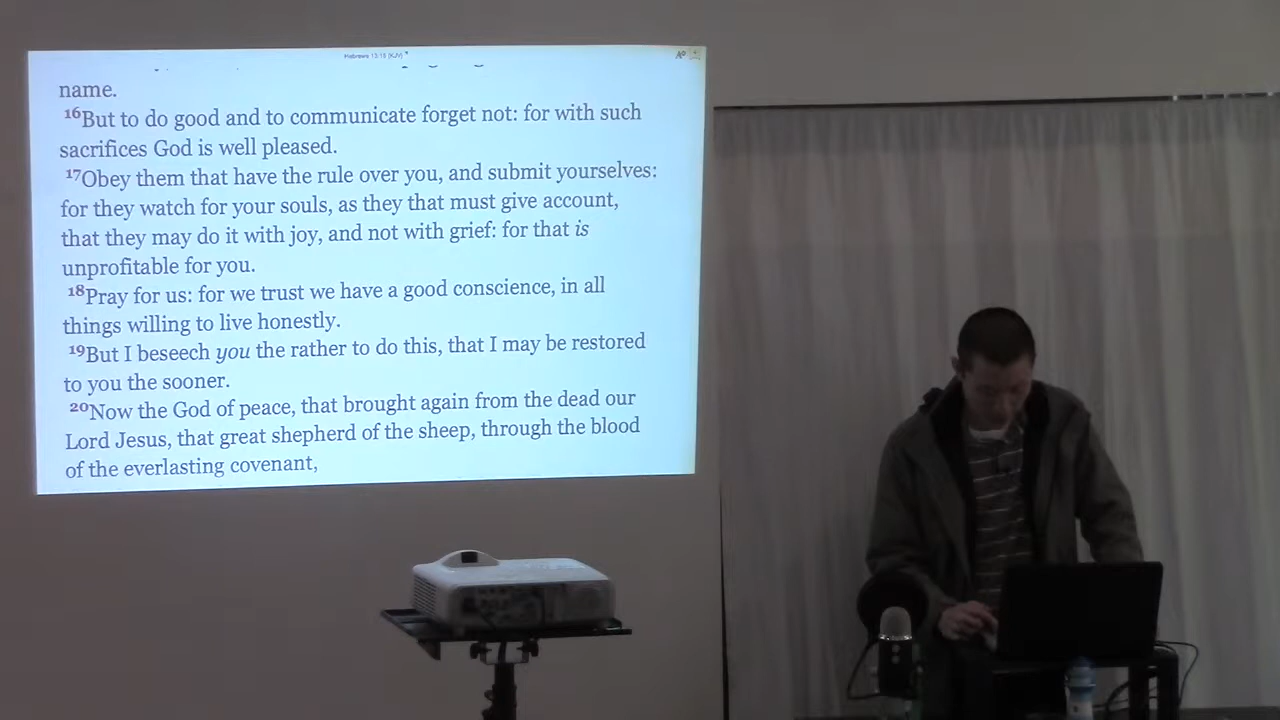 Hebrews 13:15 (KJV)
name.
16But to do good and to communicate forget not: for with such
sacrifices God is well pleased.
17Obey them that have the rule over you, and submit yourselves:
for they watch for your souls, as they that must give account,
that they may do it with joy, and not with grief: for that is
unprofitable for you.
18Pray for us: for we trust we have a good conscience, in all
things willing to live honestly.
19But I beseech you the rather to do this, that I may be restored
to you the sooner.
20Now the God of peace, that brought again from the dead our
Lord Jesus, that great shepherd of the sheep, through the blood
of the everlasting covenant,